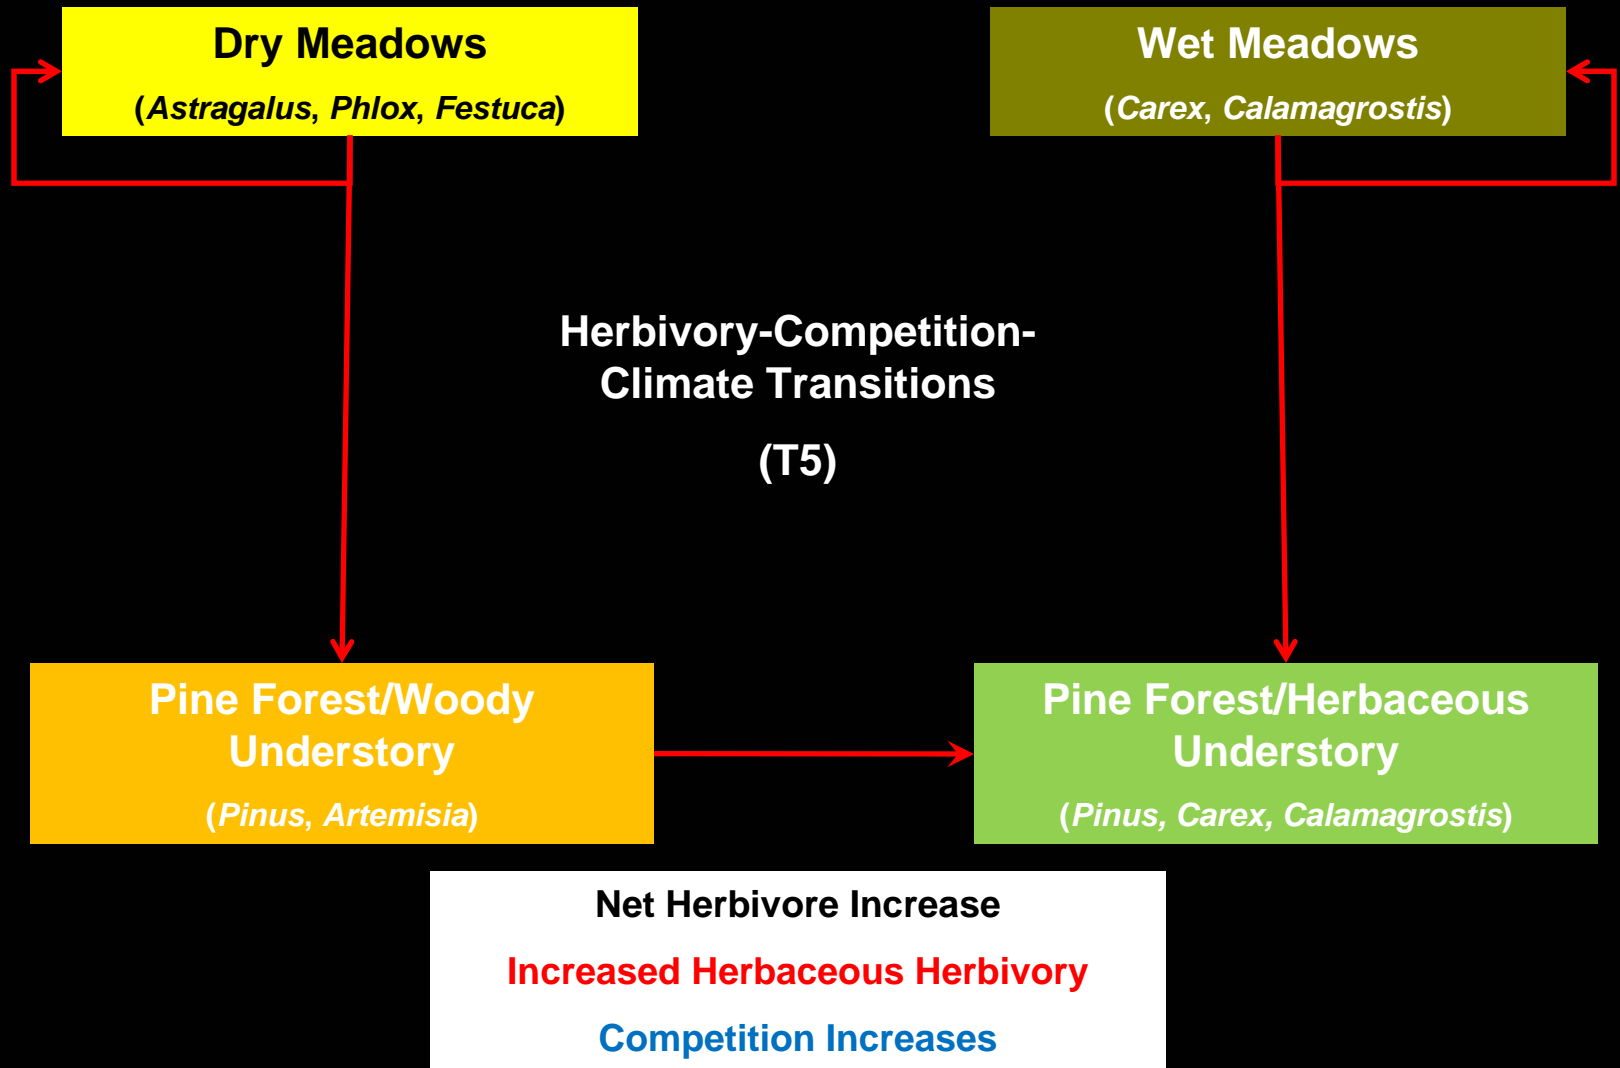 Dry Meadows
(Astragalus, Phlox, Festuca)
Wet Meadows
(Carex, Calamagrostis)
Herbivory-Competition-
Climate Transitions
(T5)
Pine Forest/Woody
Understory
(Pinus, Artemisia)
Pine Forest/Herbaceous
Understory
(Pinus, Carex, Calamagrostis)
Net Herbivore Increase
Increased Herbaceous Herbivory
Competition Increases